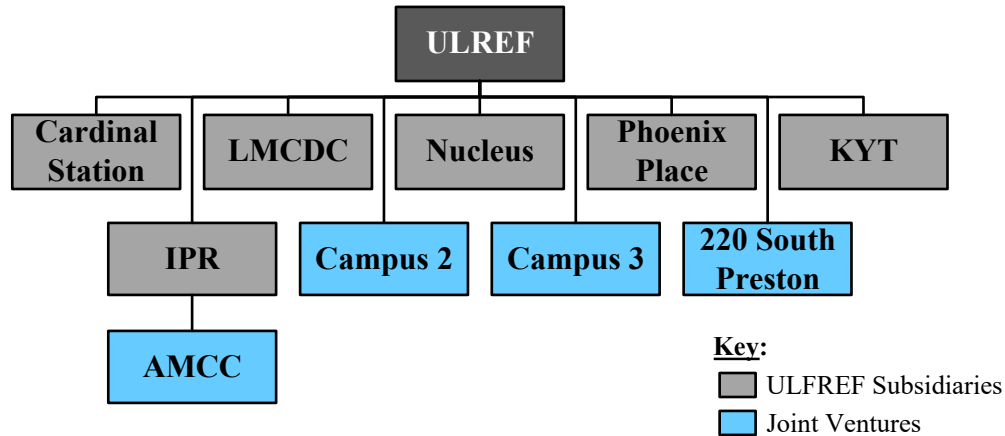 ULREF
Cardinal
Station
LMCDC
Nucleus
Phoenix
Place
KYT
IPR
Campus 2
Campus 3
220 South
Preston
AMCC
Key:
ULFREF Subsidiaries
Joint Ventures